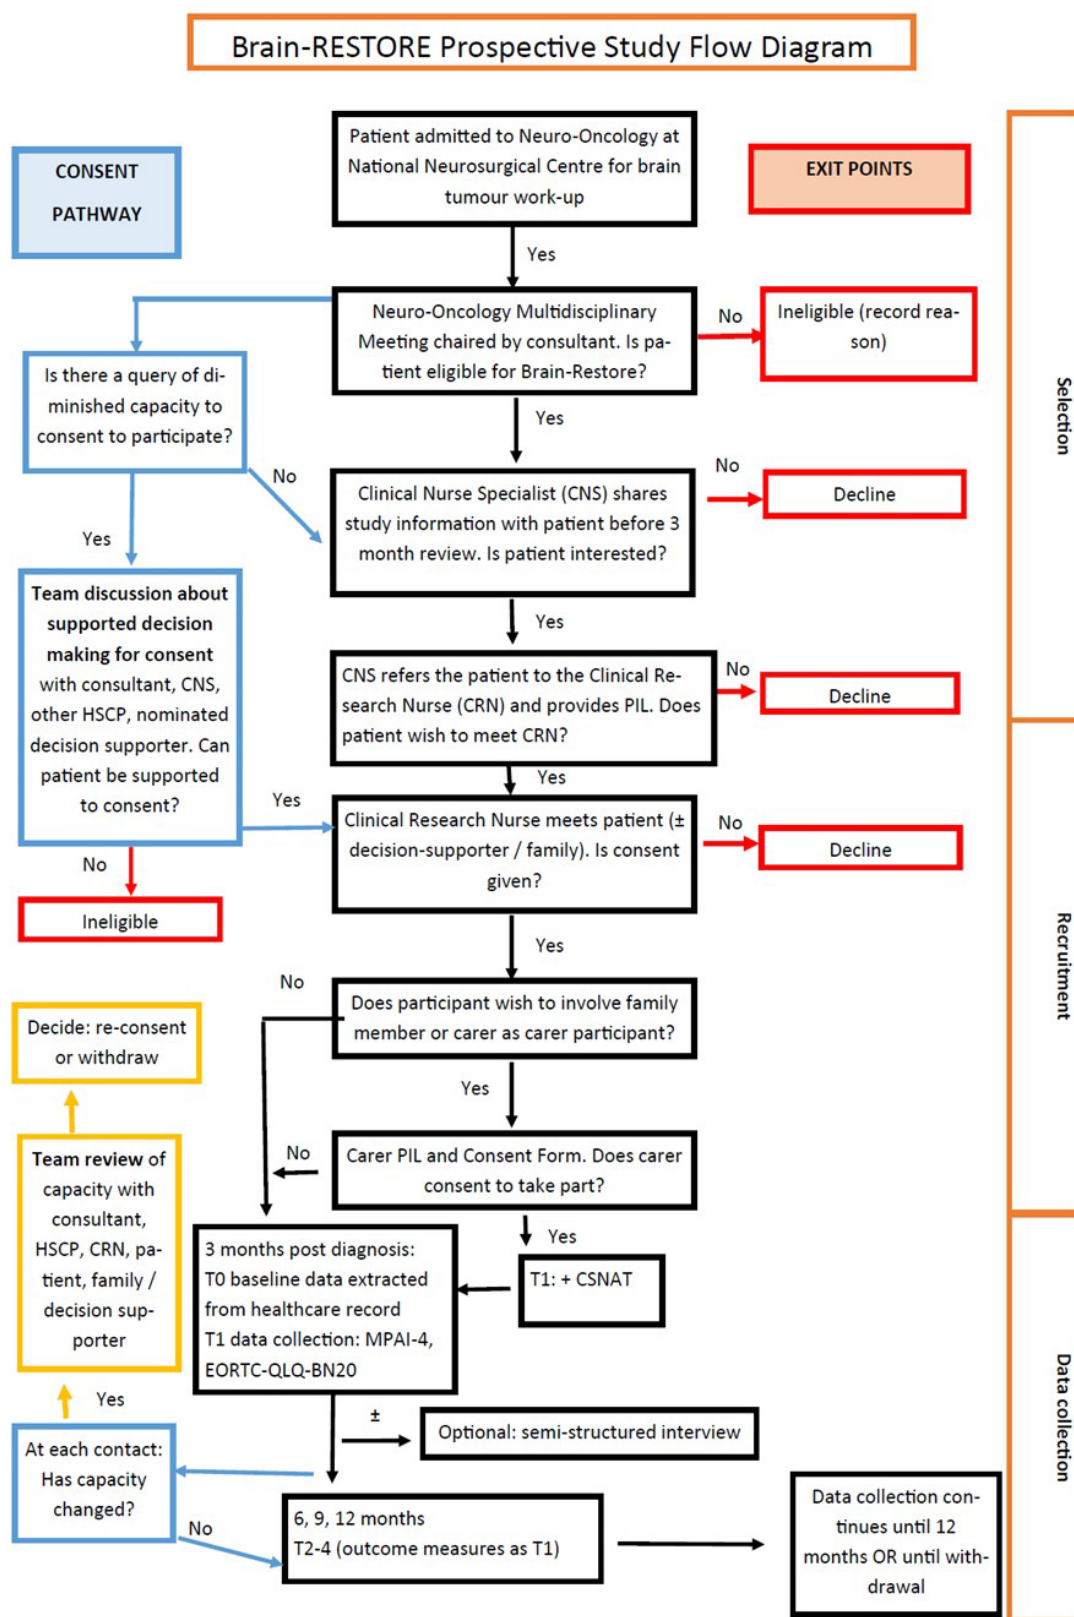 Brain-RESTORE Prospective Study Flow Diagram
CONSENT
PATHWAY
Patient admitted to Neuro-Oncology at
National Neurosurgical Centre for brain
tumour work-up
EXIT POINTS
Yes
Neuro-Oncology Multidisciplinary
Meeting chaired by consultant. Is pa-
tient eligible for Brain-Restore?
No
Ineligible (record rea-
son)
Is there a query of di-
minished capacity to
consent to participate?
Yes
No
Clinical Nurse Specialist (CNS) shares
study information with patient before 3
month review. Is patient interested?
No
Decline
Selection
Yes
Team discussion about
supported decision
making for consent
with consultant, CNS,
other HSCP, nominated
decision supporter. Can
patient be supported
to consent?
Yes
CNS refers the patient to the Clinical Re-
search Nurse (CRN) and provides PIL. Does
patient wish to meet CRN?
No
Decline
Yes
Yes
Clinical Research Nurse meets patient (±
decision-supporter / family). Is consent
given?
No
Decline
No
Ineligible
Yes
Recruitment
No
Does participant wish to involve family
member or carer as carer participant?
Decide: re-consent
or withdraw
Yes
Carer PIL and Consent Form. Does carer
consent to take part?
No
Team review of
capacity with
consultant,
HSCP, CRN, pa-
tient, family /
decision sup-
porter
Yes
3 months post diagnosis:
T0 baseline data extracted
from healthcare record
T1 data collection: MPAI-4,
EORTC-QLQ-BN20
T1: + CSNAT
Yes
±
Optional: semi-structured interview
At each contact:
Has capacity
changed?
No
6, 9, 12 months
T2-4 (outcome measures as T1)
Data collection con-
tinues until 12
months OR until with-
drawal
Data collection